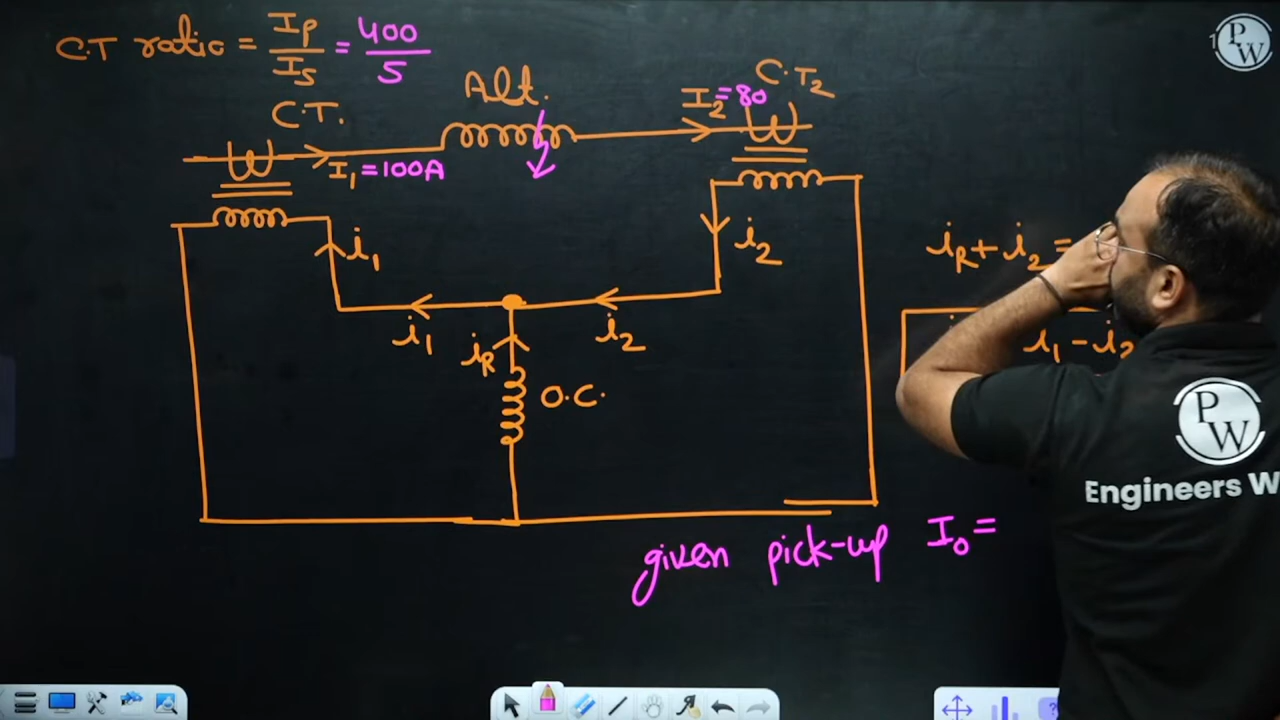 C.T ratio = Ip/Is = 400/5
Alt.
C.T2
I2 = 80
C.T.
I1 = 100A
i1
i2
iR + i2 =
i1 - i2
i1
i2
iR
O.C.
given pick-up I0 =
PW
PW
Engineers W